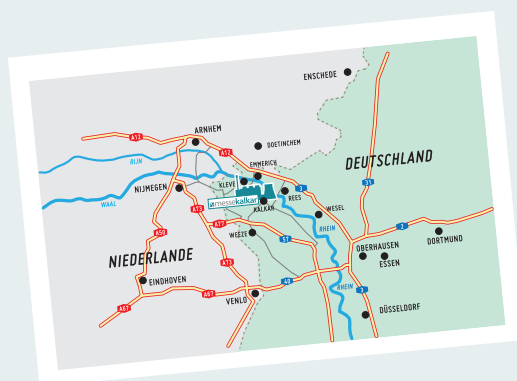 ENSCHEDE
ARNHEM
A12
DOETINCHEM
A12
RIJN
EMMERICH
DEUTSCHLAND
NIJMEGEN
KLEVE
3
31
WAAL
messekalkar
REES
KALKAR
WESEL
A73
A77
RHEIN
2
A50
WEEZE
57
DORTMUND
OBERHAUSEN
NIEDERLANDE
A73
ESSEN
EINDHOVEN
40
RHEIN
3
A67
VENLO
A67
DÜSSELDORF